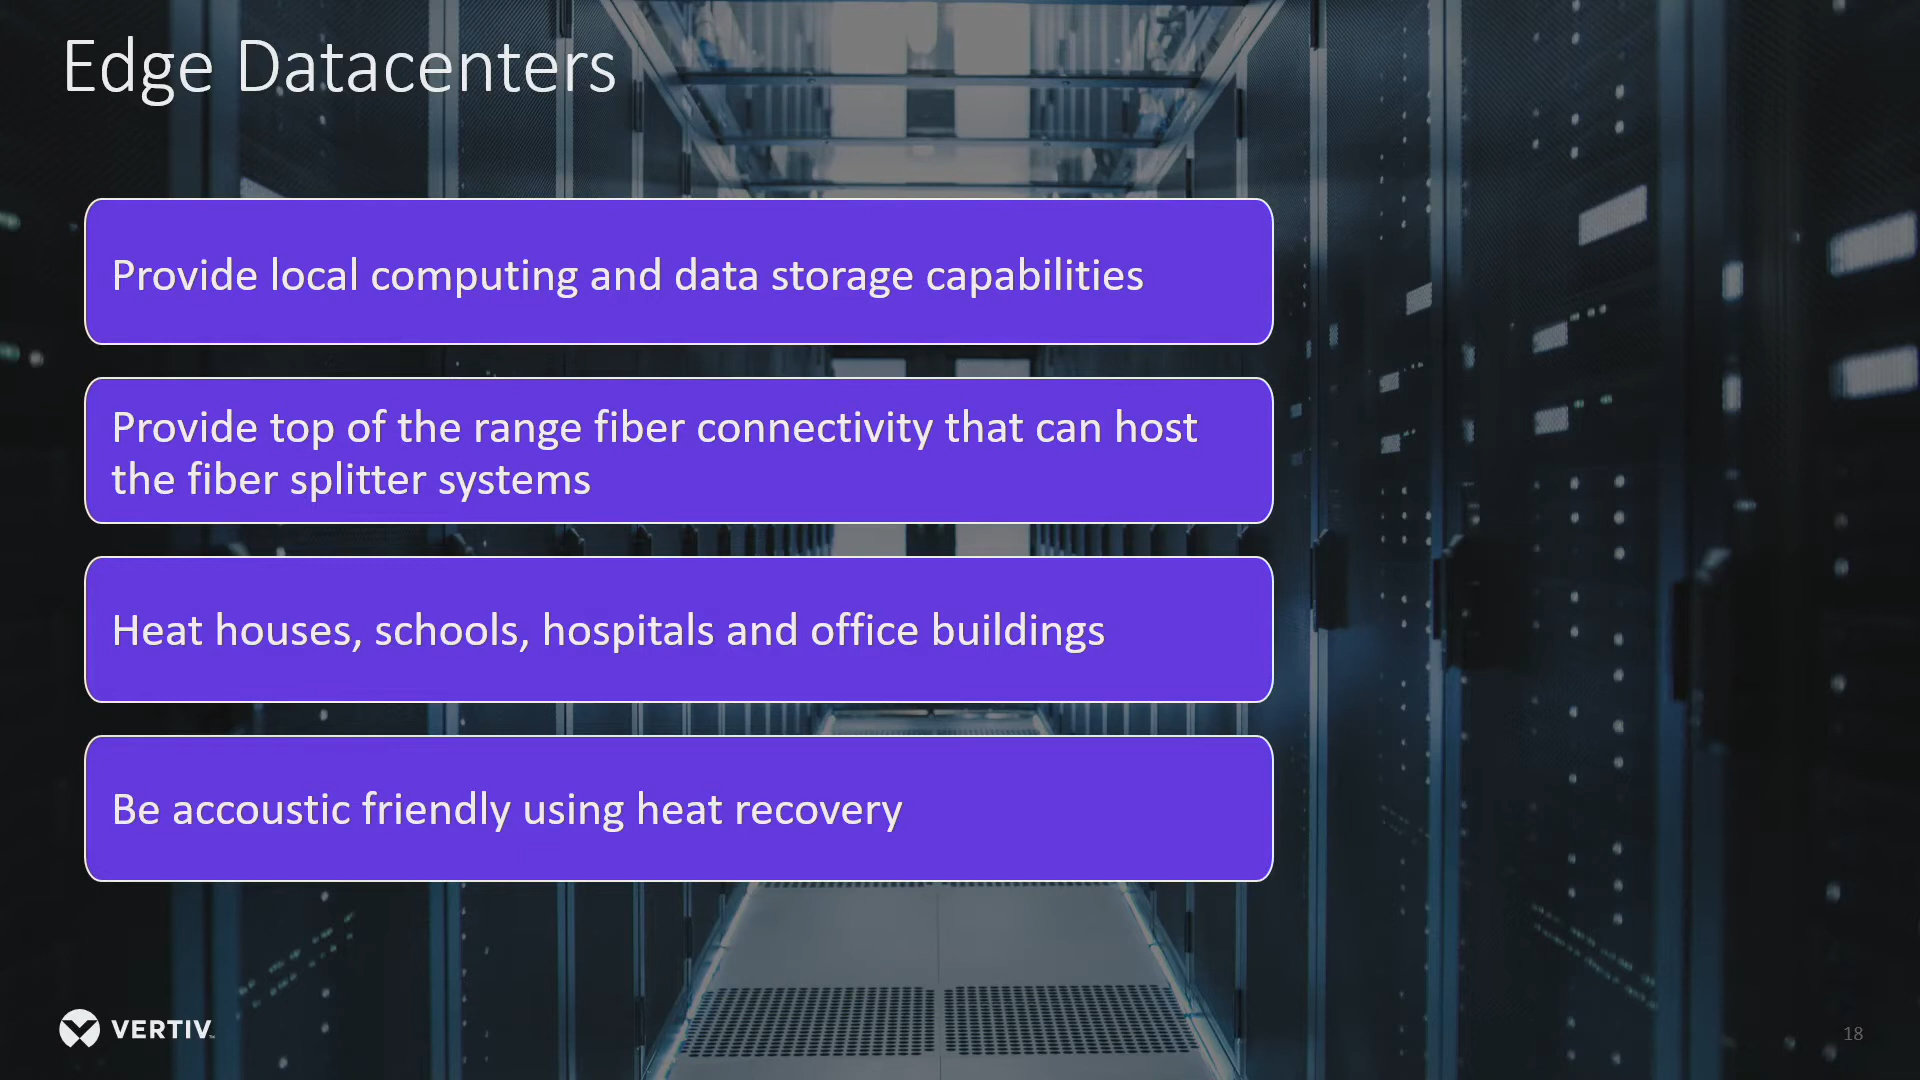 Edge Datacenters
Provide local computing and data storage capabilities
Provide top of the range fiber connectivity that can host
the fiber splitter systems
Heat houses, schools, hospitals and office buildings
Be accoustic friendly using heat recovery
VERTIV™
18